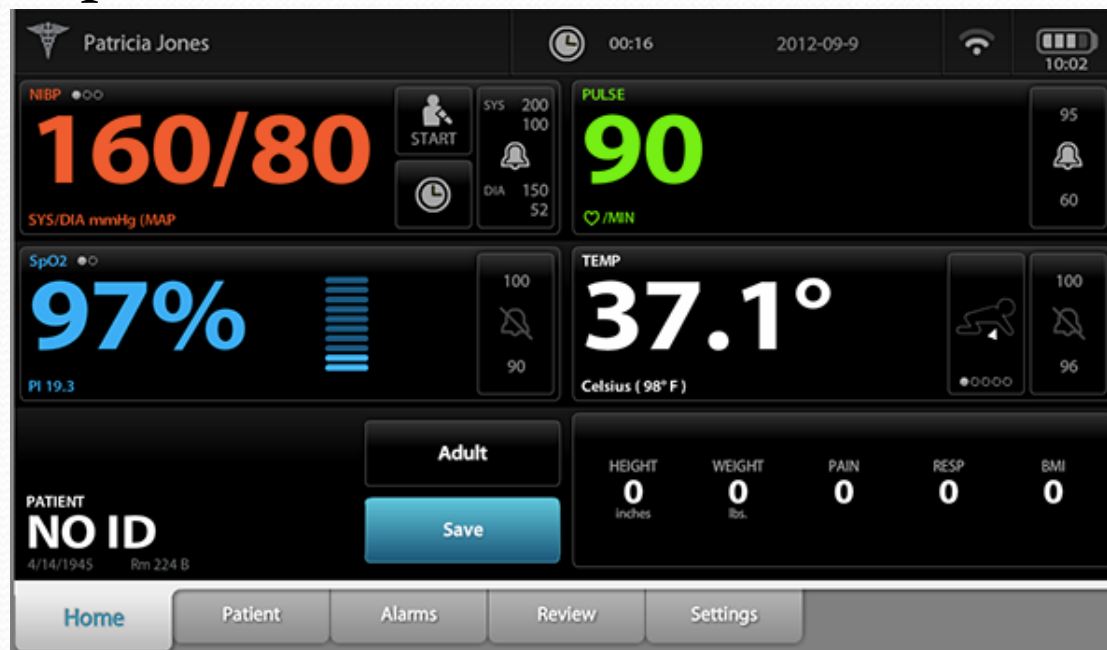 Patricia Jones
00:16
2012-09-9
10:02
NIBP
160/80
SYS/DIA mmHg (MAP
START
SYS 200
100
DIA 150
52
PULSE
90
/MIN
95
60
SpO2
97%
PI 19.3
100
90
TEMP
37.1°
Celsius ( 98° F )
100
96
PATIENT
NO ID
4/14/1945 Rm 224 B
Adult
Save
HEIGHT WEIGHT PAIN RESP BMI
0 0 0 0 0
inches lbs.
Home Patient Alarms Review Settings